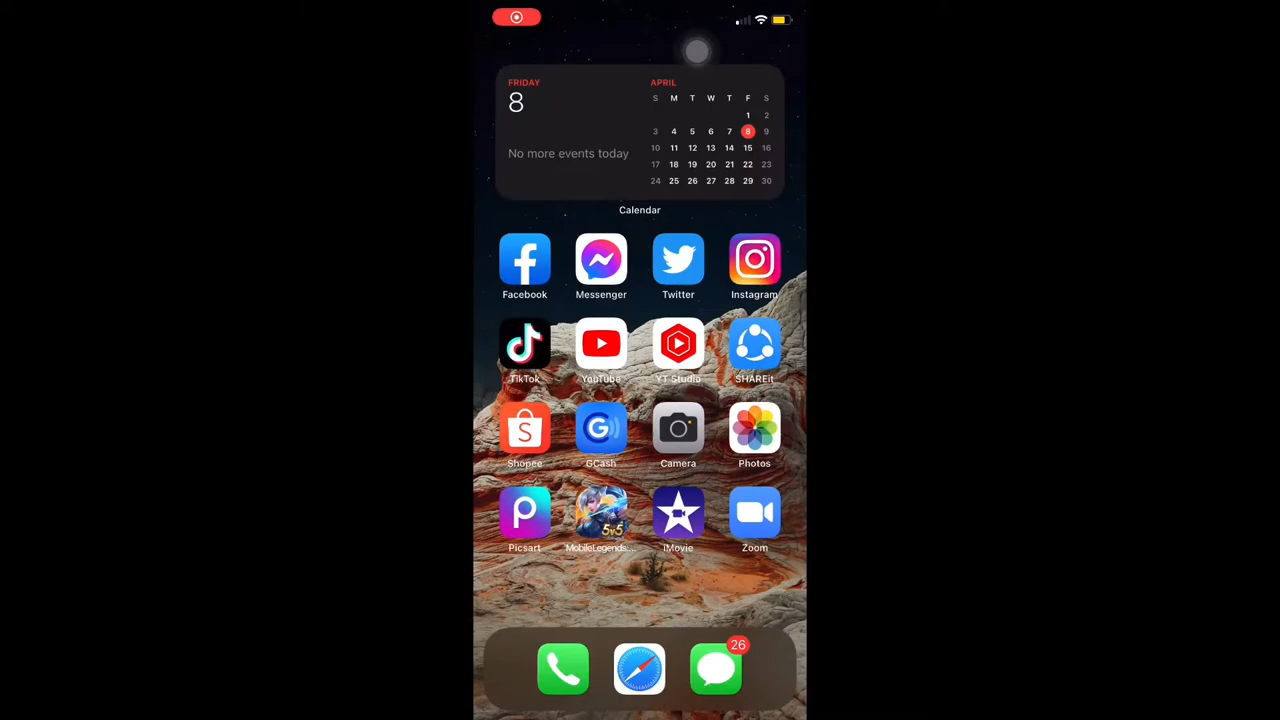 FRIDAY
8
No more events today
APRIL
S M T W T F S
1 2
3 4 5 6 7 8 9
10 11 12 13 14 15 16
17 18 19 20 21 22 23
24 25 26 27 28 29 30
Calendar
Facebook Messenger Twitter Instagram
TikTok YouTube YT Studio SHAREit
S G
Shopee GCash Camera Photos
P 5v5
Picsart MobileLegends:... iMovie Zoom
26